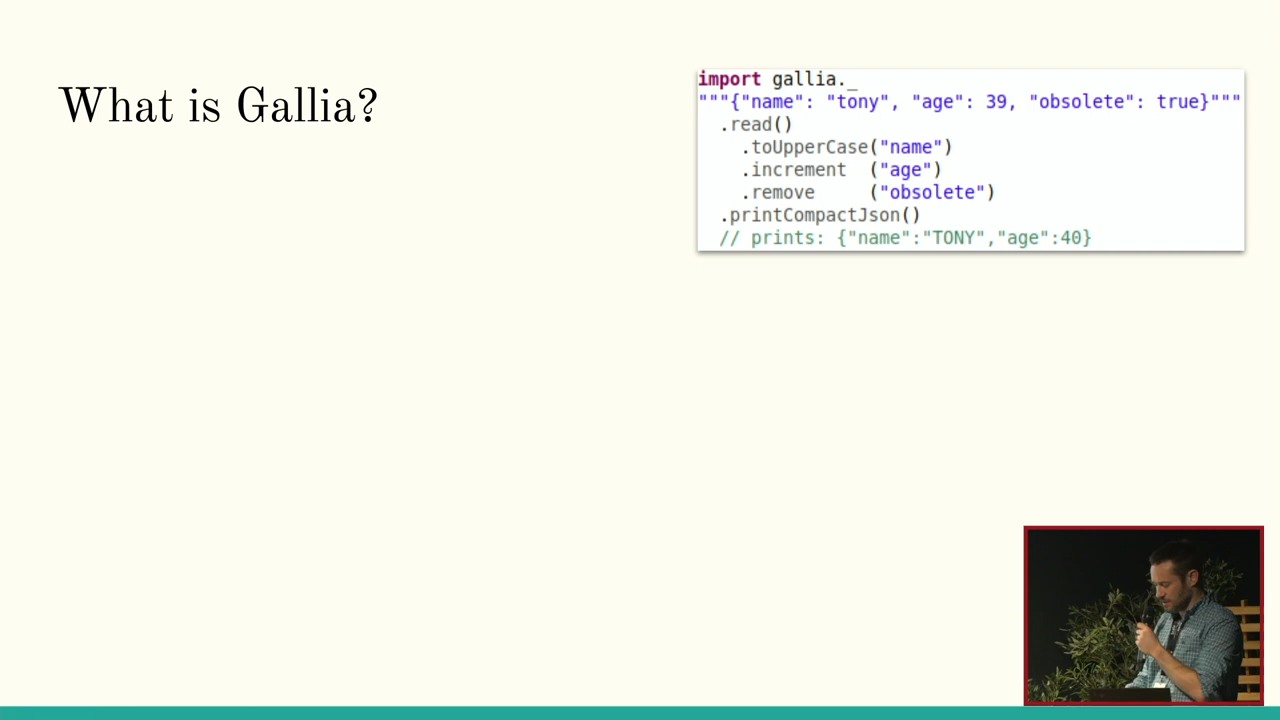 What is Gallia?
import gallia._
"""{"name": "tony", "age": 39, "obsolete": true}"""
.read()
.toUpperCase("name")
.increment ("age")
.remove ("obsolete")
.printCompactJson()
// prints: {"name":"TONY","age":40}